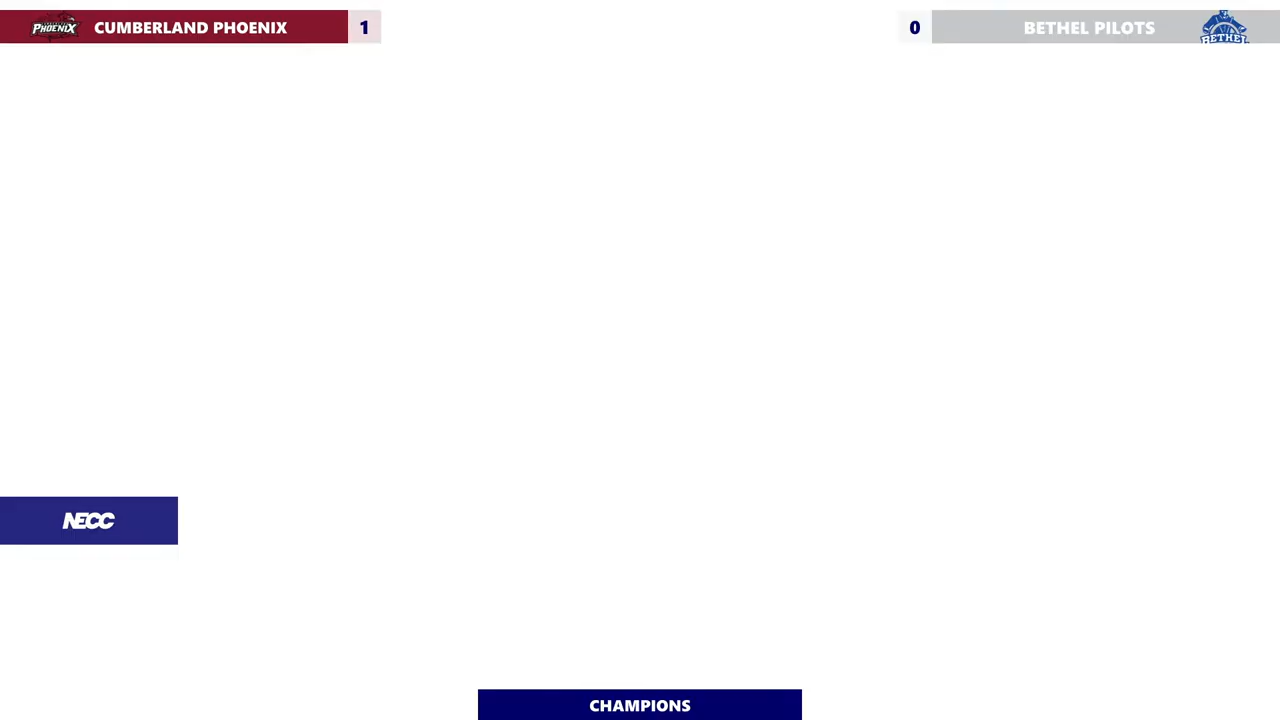 PHOENIX
CUMBERLAND PHOENIX
1
0
BETHEL PILOTS
BETHEL
NECC
CHAMPIONS